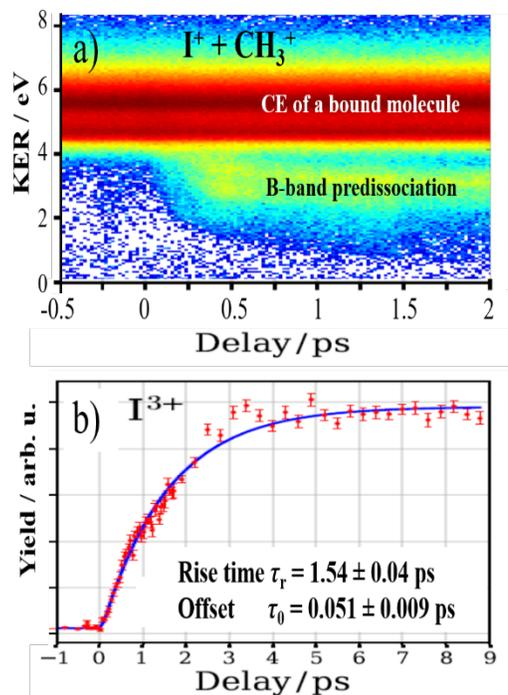 a)
I⁺ + CH₃⁺
CE of a bound molecule
B-band predissociation
KER / eV
8
6
4
2
0
-0.5 0 0.5 1 1.5 2
Delay/ps
b) I³⁺
Yield / arb. u.
Rise time τᵣ = 1.54 ± 0.04 ps
Offset τ₀ = 0.051 ± 0.009 ps
−1 0 1 2 3 4 5 6 7 8 9
Delay/ps